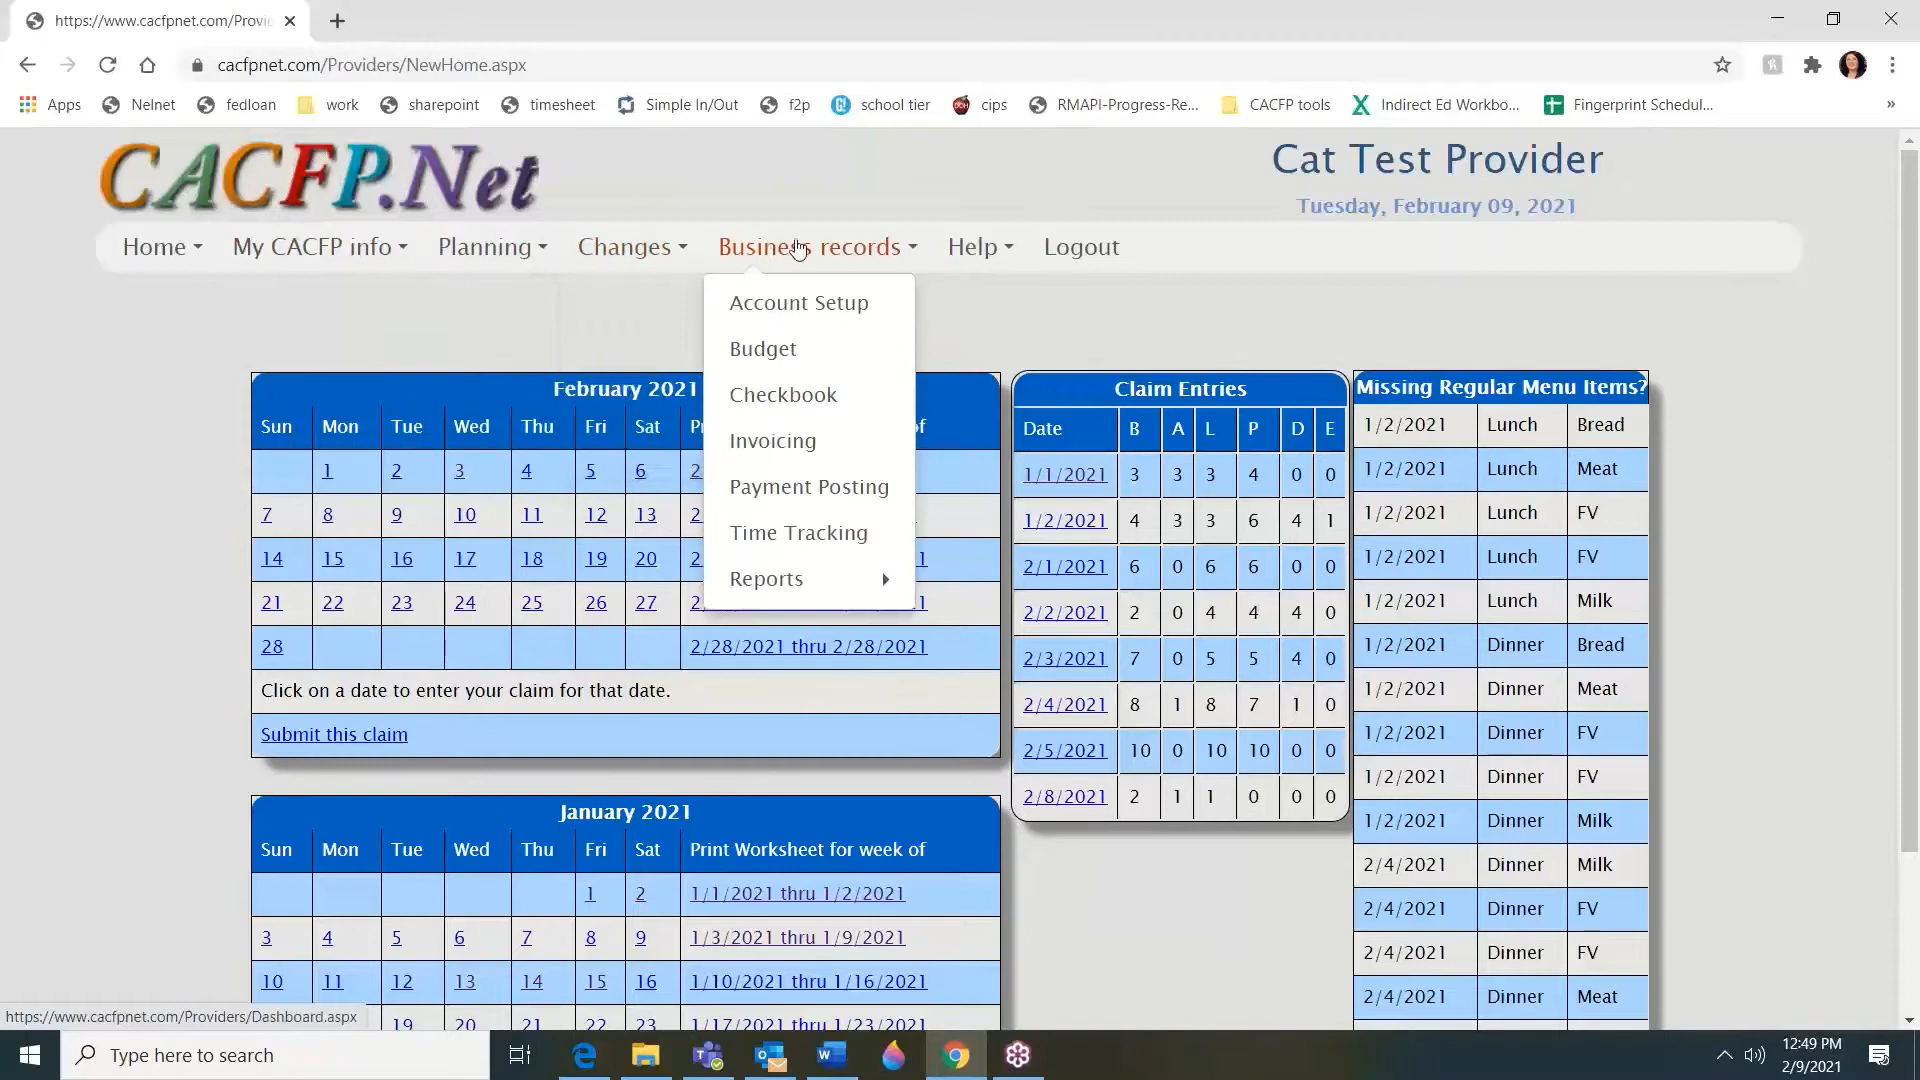 https://www.cacfpnet.com/Provid
cacfpnet.com/Providers/NewHome.aspx
Apps Nelnet fedloan work sharepoint timesheet Simple In/Out f2p school tier cips RMAPI-Progress-Re... CACFP tools Indirect Ed Workbo... Fingerprint Schedul...
CACFP.Net
Cat Test Provider
Tuesday, February 09, 2021
Home My CACFP info Planning Changes Business records Help Logout
Account Setup
Budget
Checkbook
Invoicing
Payment Posting
Time Tracking
Reports
February 2021
Sun Mon Tue Wed Thu Fri Sat
1 2 3 4 5 6
7 8 9 10 11 12 13
14 15 16 17 18 19 20
21 22 23 24 25 26 27
28 2/28/2021 thru 2/28/2021
Click on a date to enter your claim for that date.
Submit this claim
January 2021
Sun Mon Tue Wed Thu Fri Sat Print Worksheet for week of
1 2 1/1/2021 thru 1/2/2021
3 4 5 6 7 8 9 1/3/2021 thru 1/9/2021
10 11 12 13 14 15 16 1/10/2021 thru 1/16/2021
19 20 21 22 23 1/17/2021 thru 1/23/2021
Claim Entries
Date B A L P D E
1/1/2021 3 3 3 4 0 0
1/2/2021 4 3 3 6 4 1
2/1/2021 6 0 6 6 0 0
2/2/2021 2 0 4 4 4 0
2/3/2021 7 0 5 5 4 0
2/4/2021 8 1 8 7 1 0
2/5/2021 10 0 10 10 0 0
2/8/2021 2 1 1 0 0 0
Missing Regular Menu Items?
1/2/2021 Lunch Bread
1/2/2021 Lunch Meat
1/2/2021 Lunch FV
1/2/2021 Lunch FV
1/2/2021 Lunch Milk
1/2/2021 Dinner Bread
1/2/2021 Dinner Meat
1/2/2021 Dinner FV
1/2/2021 Dinner FV
1/2/2021 Dinner Milk
2/4/2021 Dinner Milk
2/4/2021 Dinner FV
2/4/2021 Dinner FV
2/4/2021 Dinner Meat
https://www.cacfpnet.com/Providers/Dashboard.aspx
Type here to search
12:49 PM
2/9/2021